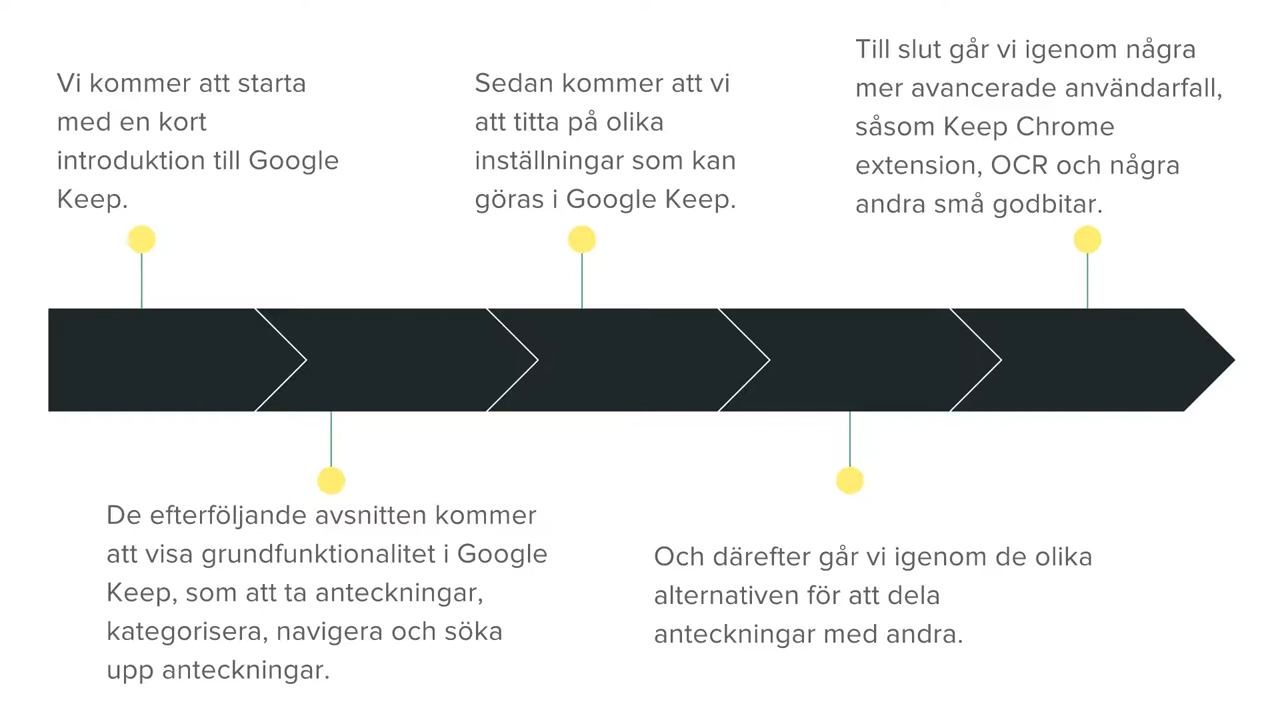 Vi kommer att starta
med en kort
introduktion till Google
Keep.
De efterföljande avsnitten kommer
att visa grundfunktionalitet i Google
Keep, som att ta anteckningar,
kategorisera, navigera och söka
upp anteckningar.
Sedan kommer att vi
att titta på olika
inställningar som kan
göras i Google Keep.
Och därefter går vi igenom de olika
alternativen för att dela
anteckningar med andra.
Till slut går vi igenom några
mer avancerade användarfall,
såsom Keep Chrome
extension, OCR och några
andra små godbitar.